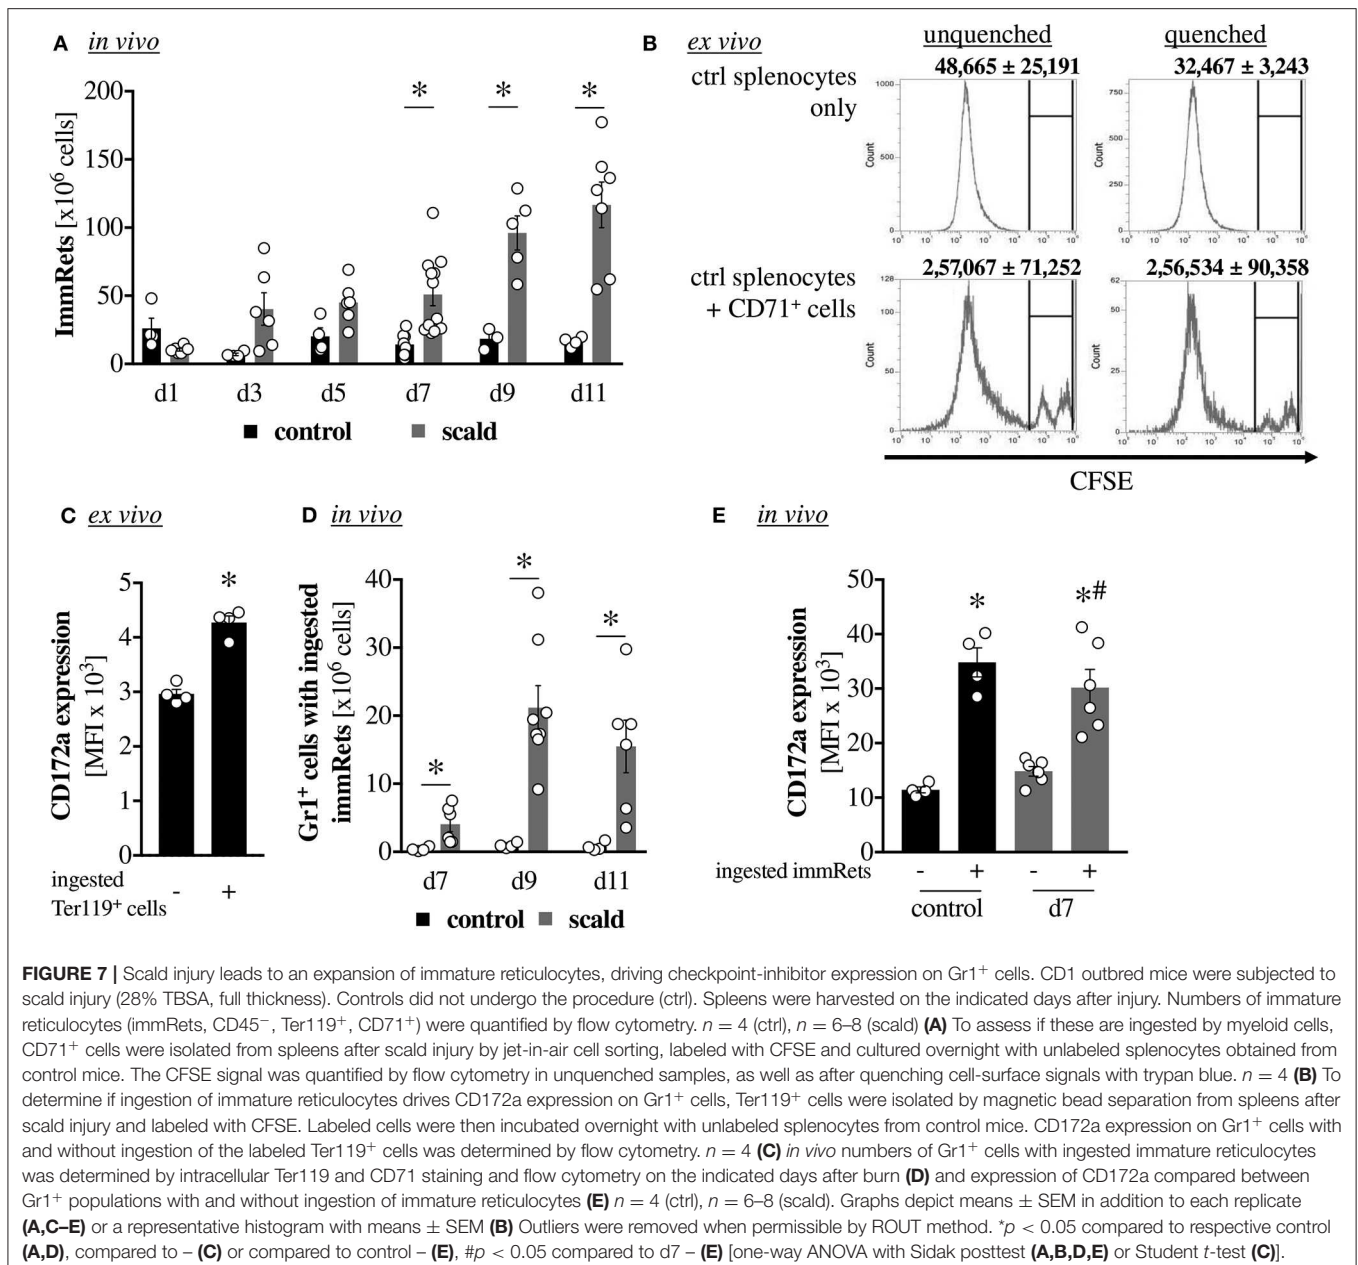 A in vivo
ImmRets [x10⁶ cells]
200
150
100
50
0
*
*
*
d1 d3 d5 d7 d9 d11
control scald
B ex vivo
unquenched quenched
ctrl splenocytes only
48,665 ± 25,191 32,467 ± 3,243
Count
1000
500
0
Count
750
500
250
0
ctrl splenocytes + CD71⁺ cells
2,57,067 ± 71,252 2,56,534 ± 90,358
Count
128
100
50
0
Count
62
50
25
0
CFSE
C ex vivo
CD172a expression
[MFI x 10³]
5
4
3
2
1
0
*
ingested
Ter119⁺ cells
- +
D in vivo
Gr1⁺ cells with ingested
immRets [x10⁶ cells]
40
30
20
10
0
*
*
*
d7 d9 d11
control scald
E in vivo
CD172a expression
[MFI x 10³]
50
40
30
20
10
0
*
*#
ingested immRets - + - +
control d7
FIGURE 7 | Scald injury leads to an expansion of immature reticulocytes, driving checkpoint-inhibitor expression on Gr1⁺ cells. CD1 outbred mice were subjected to
scald injury (28% TBSA, full thickness). Controls did not undergo the procedure (ctrl). Spleens were harvested on the indicated days after injury. Numbers of immature
reticulocytes (immRets, CD45⁻, Ter119⁺, CD71⁺) were quantified by flow cytometry. n = 4 (ctrl), n = 6–8 (scald) (A) To assess if these are ingested by myeloid cells,
CD71⁺ cells were isolated from spleens after scald injury by jet-in-air cell sorting, labeled with CFSE and cultured overnight with unlabeled splenocytes obtained from
control mice. The CFSE signal was quantified by flow cytometry in unquenched samples, as well as after quenching cell-surface signals with trypan blue. n = 4 (B) To
determine if ingestion of immature reticulocytes drives CD172a expression on Gr1⁺ cells, Ter119⁺ cells were isolated by magnetic bead separation from spleens after
scald injury and labeled with CFSE. Labeled cells were then incubated overnight with unlabeled splenocytes from control mice. CD172a expression on Gr1⁺ cells with
and without ingestion of the labeled Ter119⁺ cells was determined by flow cytometry. n = 4 (C) in vivo numbers of Gr1⁺ cells with ingested immature reticulocytes
was determined by intracellular Ter119 and CD71 staining and flow cytometry on the indicated days after burn (D) and expression of CD172a compared between
Gr1⁺ populations with and without ingestion of immature reticulocytes (E) n = 4 (ctrl), n = 6–8 (scald). Graphs depict means ± SEM in addition to each replicate
(A,C–E) or a representative histogram with means ± SEM (B) Outliers were removed when permissible by ROUT method. *p < 0.05 compared to respective control
(A,D), compared to – (C) or compared to control – (E), #p < 0.05 compared to d7 – (E) [one-way ANOVA with Sidak posttest (A,B,D,E) or Student t-test (C)].